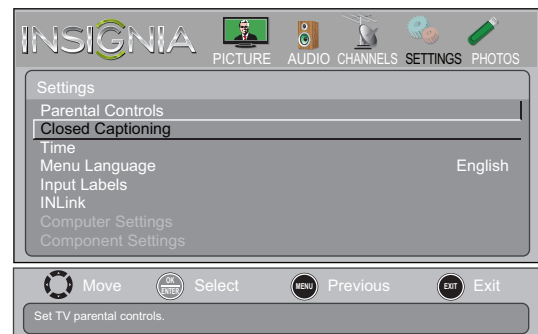 INSIGNIA
PICTURE AUDIO CHANNELS SETTINGS PHOTOS
Settings
Parental Controls
Closed Captioning
Time
Menu Language English
Input Labels
INLink
Computer Settings
Component Settings
Move OK ENTER Select MENU Previous EXIT Exit
Set TV parental controls.